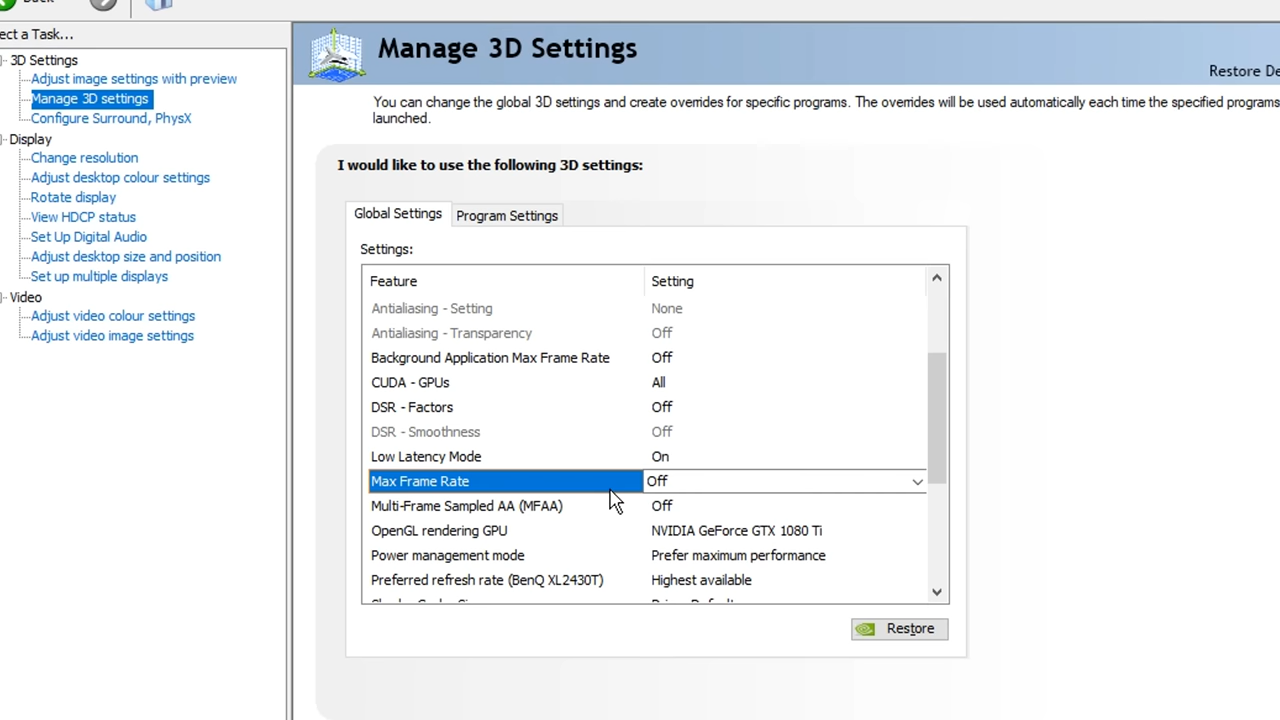 Back
ect a Task...
3D Settings
Adjust image settings with preview
Manage 3D settings
Configure Surround, PhysX
Display
Change resolution
Adjust desktop colour settings
Rotate display
View HDCP status
Set Up Digital Audio
Adjust desktop size and position
Set up multiple displays
Video
Adjust video colour settings
Adjust video image settings
Manage 3D Settings
Restore De
You can change the global 3D settings and create overrides for specific programs. The overrides will be used automatically each time the specified programs
launched.
I would like to use the following 3D settings:
Global Settings Program Settings
Settings:
Feature Setting
Antialiasing - Setting None
Antialiasing - Transparency Off
Background Application Max Frame Rate Off
CUDA - GPUs All
DSR - Factors Off
DSR - Smoothness Off
Low Latency Mode On
Max Frame Rate Off
Multi-Frame Sampled AA (MFAA) Off
OpenGL rendering GPU NVIDIA GeForce GTX 1080 Ti
Power management mode Prefer maximum performance
Preferred refresh rate (BenQ XL2430T) Highest available
Restore